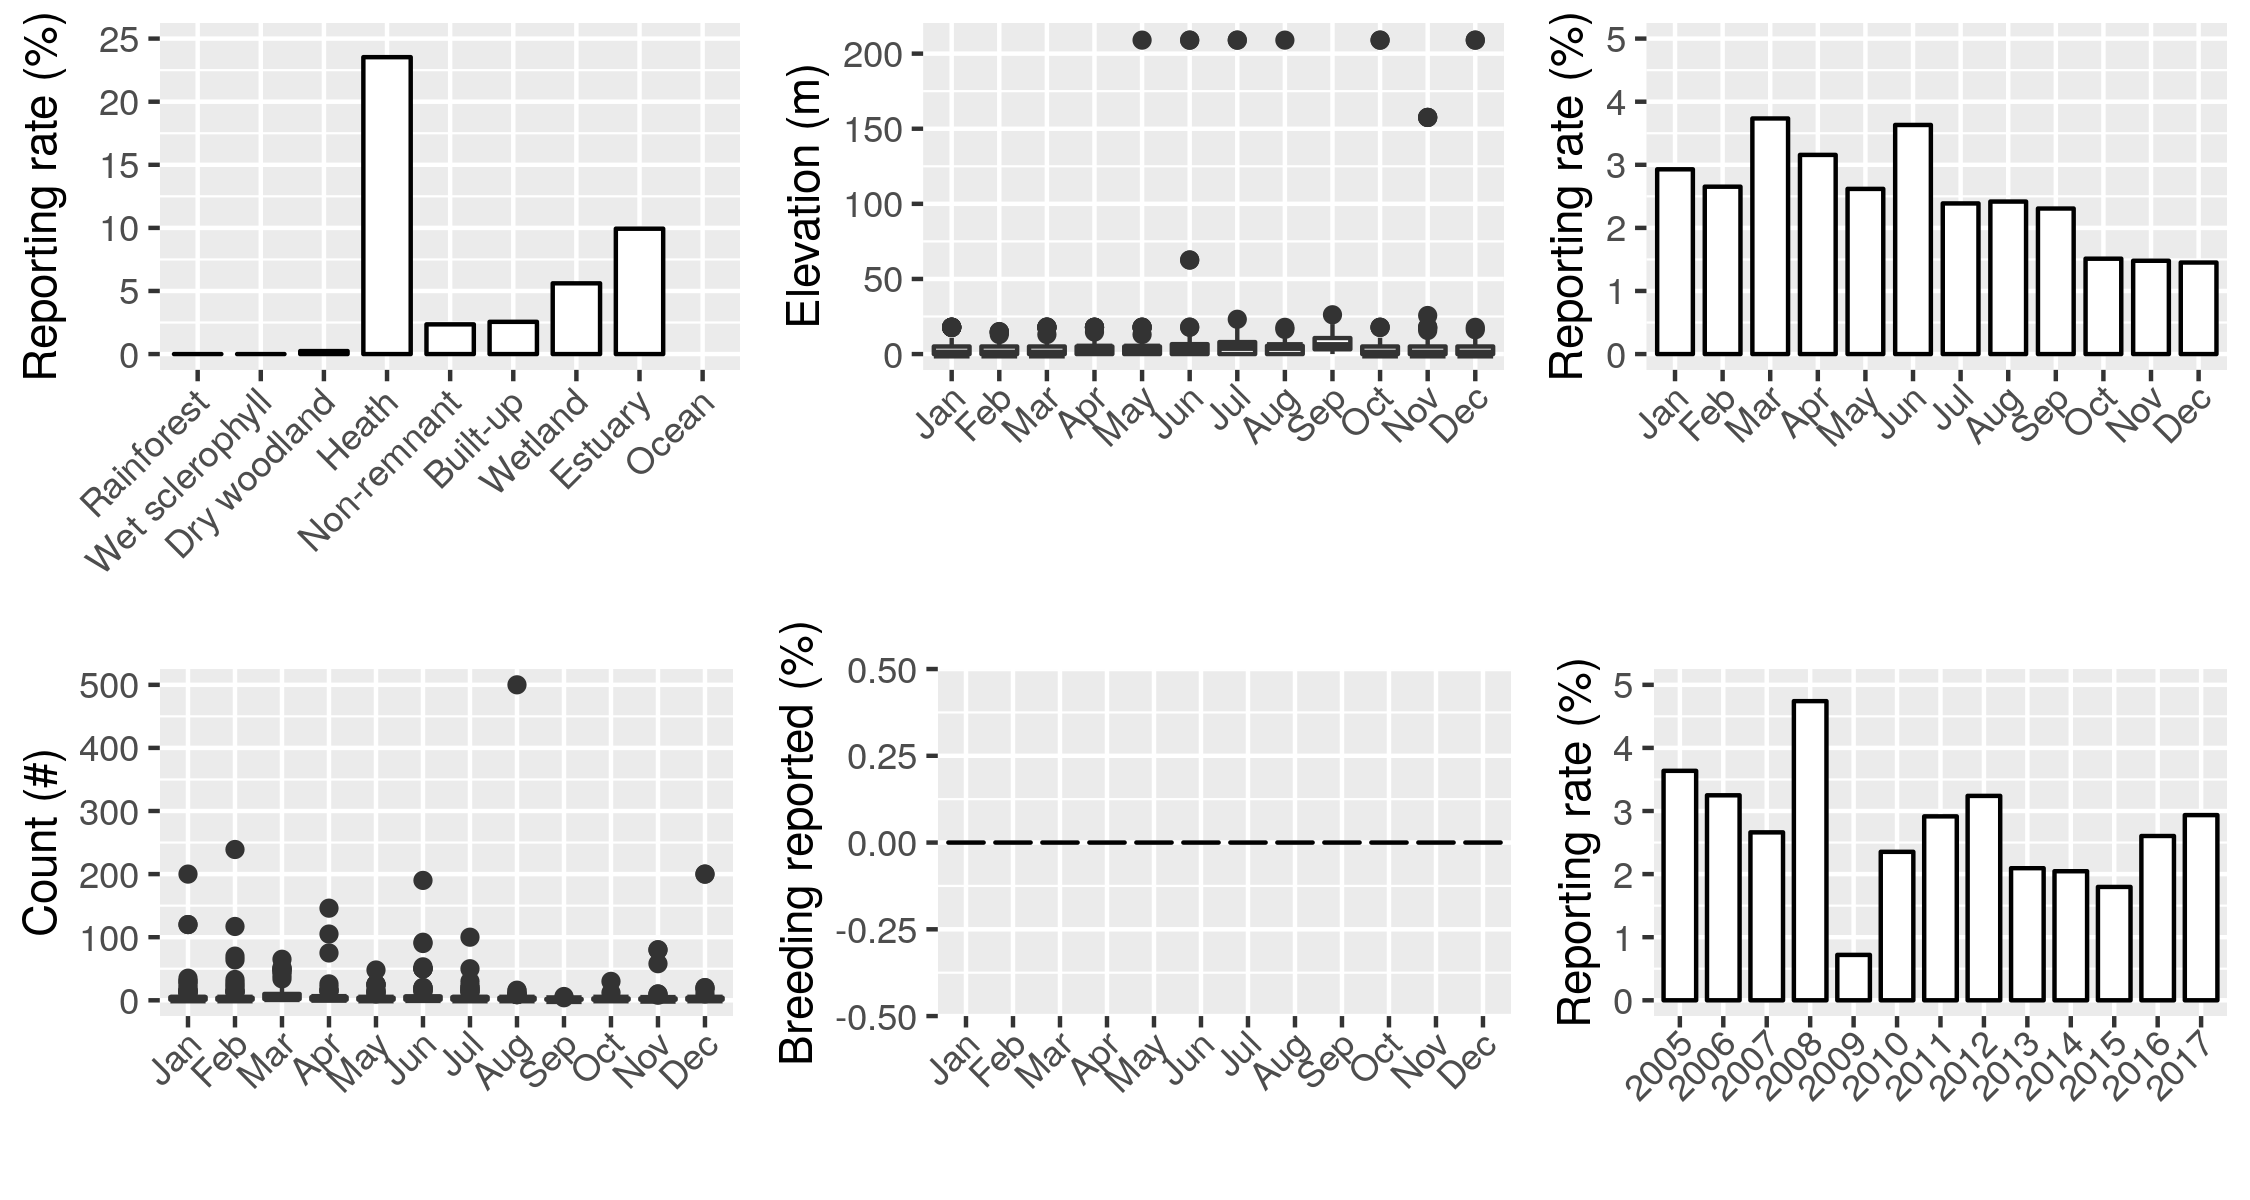 Reporting rate (%)
25
20
15
10
5
0
Rainforest
Wet sclerophyll
Dry woodland
Heath
Non-remnant
Built-up
Wetland
Estuary
Ocean
Elevation (m)
200
150
100
50
0
Jan
Feb
Mar
Apr
May
Jun
Jul
Aug
Sep
Oct
Nov
Dec
Reporting rate (%)
5
4
3
2
1
0
Jan
Feb
Mar
Apr
May
Jun
Jul
Aug
Sep
Oct
Nov
Dec
Count (#)
500
400
300
200
100
0
Jan
Feb
Mar
Apr
May
Jun
Jul
Aug
Sep
Oct
Nov
Dec
Breeding reported (%)
0.50
0.25
0.00
-0.25
-0.50
Jan
Feb
Mar
Apr
May
Jun
Jul
Aug
Sep
Oct
Nov
Dec
Reporting rate (%)
5
4
3
2
1
0
2005
2006
2007
2008
2009
2010
2011
2012
2013
2014
2015
2016
2017